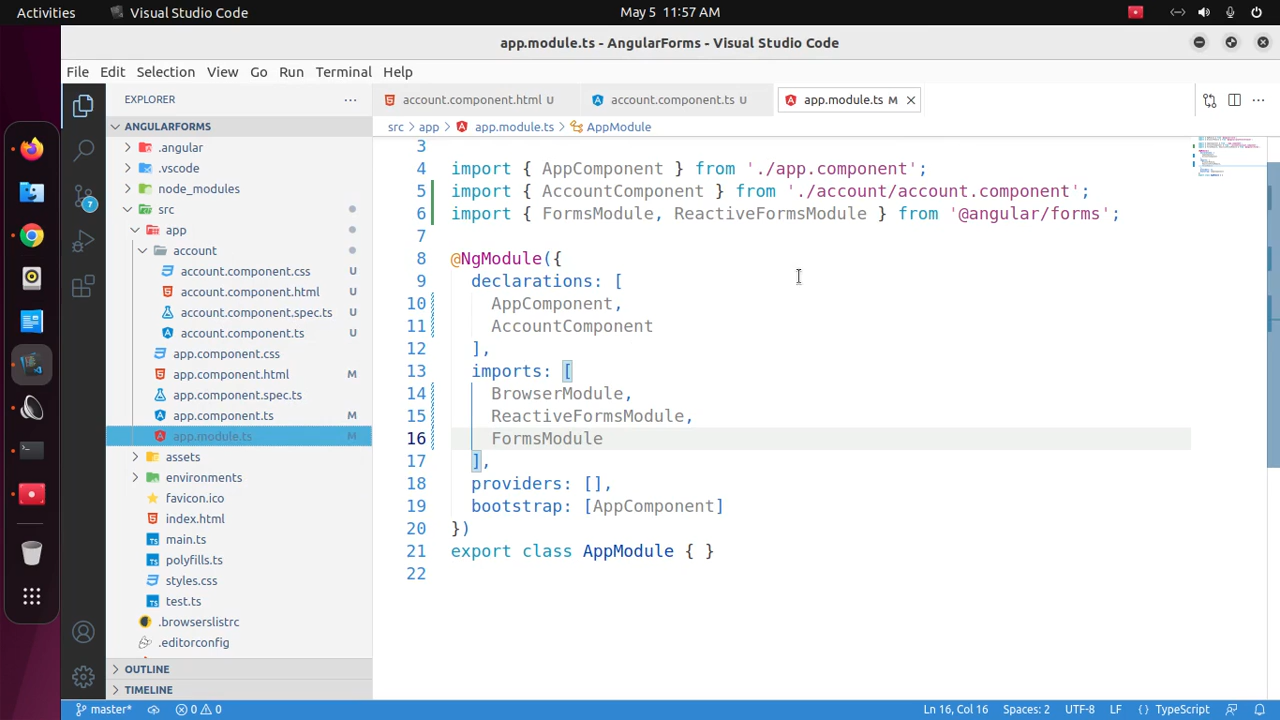 Activities
Visual Studio Code
May 5 11:57 AM
app.module.ts - AngularForms - Visual Studio Code
File Edit Selection View Go Run Terminal Help
EXPLORER
ANGULARFORMS
.angular
.vscode
node_modules
src
app
account
account.component.css U
account.component.html U
account.component.spec.ts U
account.component.ts U
app.component.css
app.component.html M
app.component.spec.ts
app.component.ts M
app.module.ts M
assets
environments
favicon.ico
index.html
main.ts
polyfills.ts
styles.css
test.ts
.browserslistrc
.editorconfig
OUTLINE
TIMELINE
7
account.component.html U
account.component.ts U
app.module.ts M
src > app > app.module.ts > AppModule
3
4 import { AppComponent } from './app.component';
5 import { AccountComponent } from './account/account.component';
6 import { FormsModule, ReactiveFormsModule } from '@angular/forms';
7
8 @NgModule({
9 declarations: [
10 AppComponent,
11 AccountComponent
12 ],
13 imports: [
14 BrowserModule,
15 ReactiveFormsModule,
16 FormsModule
17 ],
18 providers: [],
19 bootstrap: [AppComponent]
20 })
21 export class AppModule { }
22
master* 0 0 Ln 16, Col 16 Spaces: 2 UTF-8 LF { } TypeScript